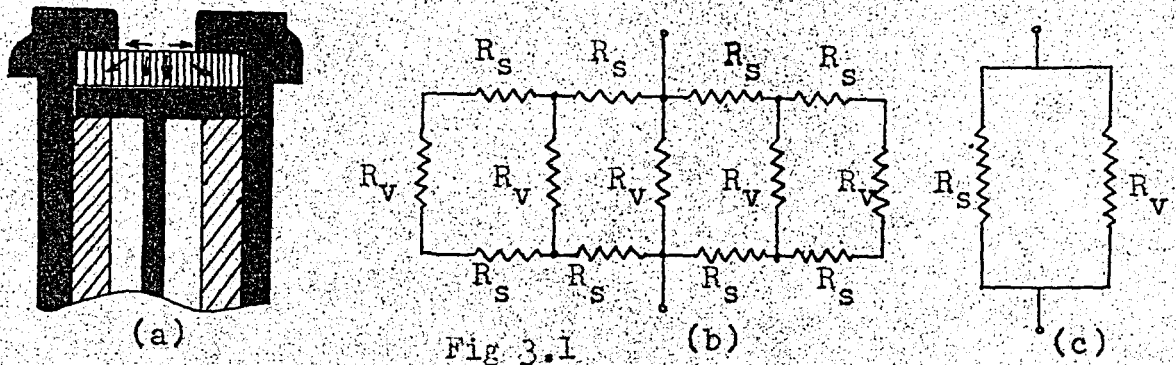 R_s R_s R_s R_s
R_v R_v R_v R_v R_v R_s R_v
R_s R_s R_s R_s
(a) (b) (c)
Fig 3.1